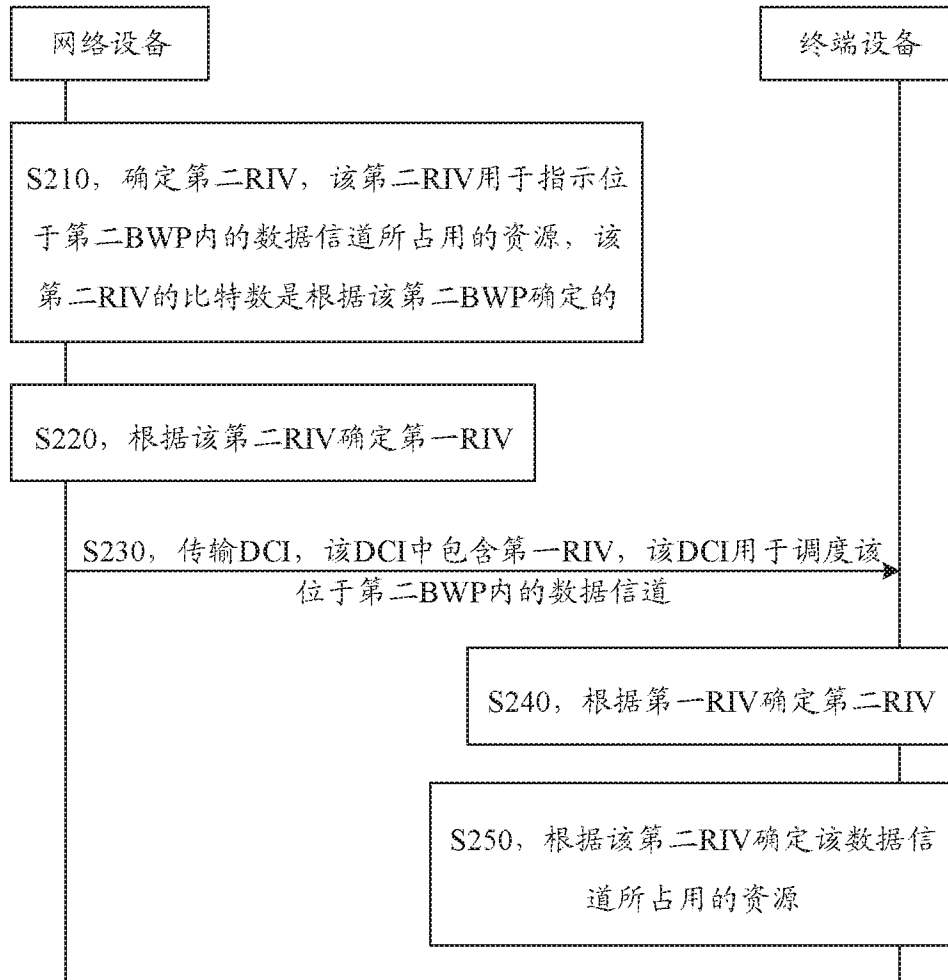 网络设备
终端设备
S210，确定第二RIV，该第二RIV用于指示位
于第二BWP内的数据信道所占用的资源，该
第二RIV的比特数是根据该第二BWP确定的
S220，根据该第二RIV确定第一RIV
S230，传输DCI，该DCI中包含第一RIV，该DCI用于调度该
位于第二BWP内的数据信道
S240，根据第一RIV确定第二RIV
S250，根据该第二RIV确定该数据信
道所占用的资源